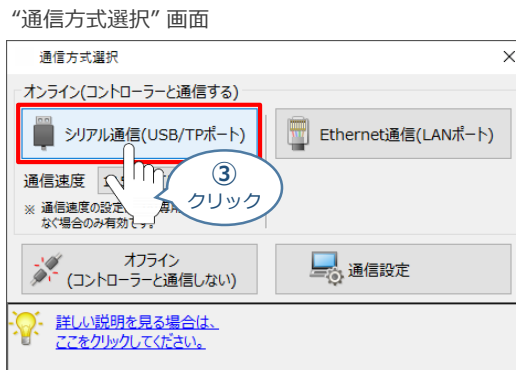 “通信方式選択” 画面
通信方式選択
オンライン(コントローラーと通信する)
シリアル通信(USB/TPポート)
Ethernet通信(LANポート)
通信速度
③
クリック
※ 通信速度の設定
なぐ場合のみ有効です。
オフライン
(コントローラーと通信しない)
通信設定
詳しい説明を見る場合は、
ここをクリックしてください。